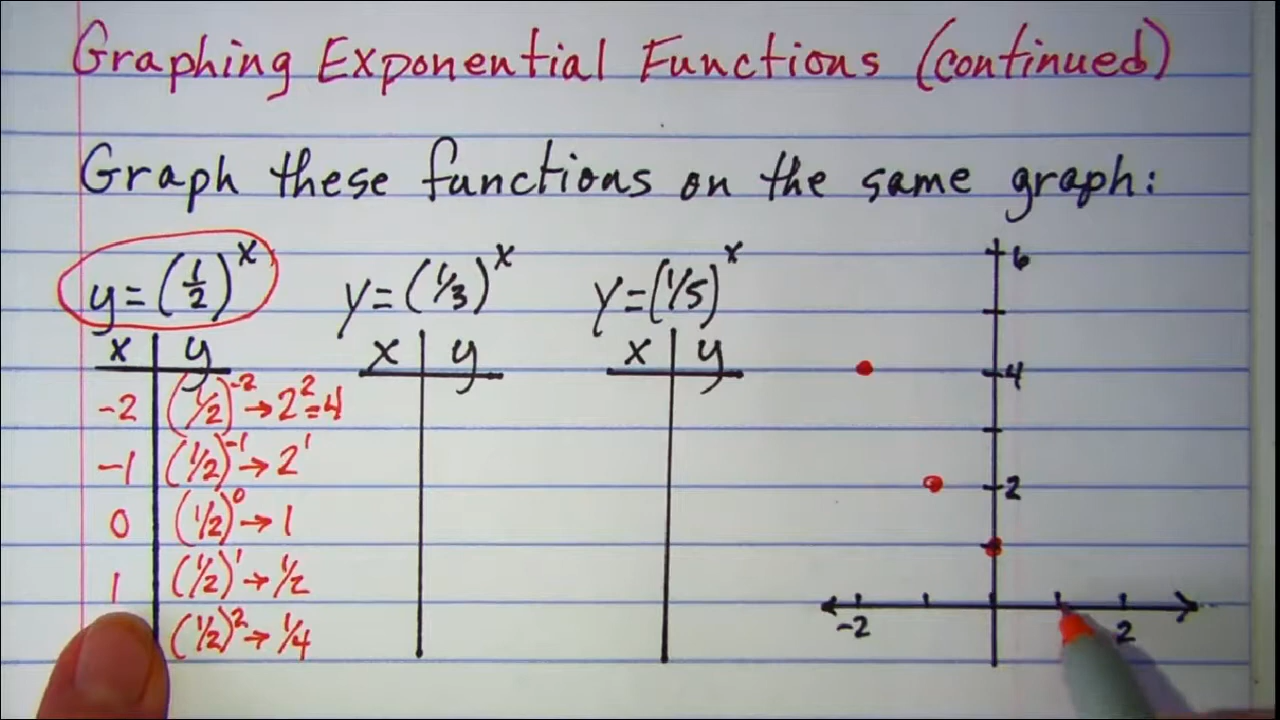 Graphing Exponential Functions (continued)
Graph these functions on the same graph:
y = (1/2)^x
y = (1/3)^x
y = (1/5)^x
x | y
-2 | (1/2)^-2 → 2^2 = 4
-1 | (1/2)^-1 → 2^1
0 | (1/2)^0 → 1
1 | (1/2)^1 → 1/2
(1/2)^2 → 1/4
x | y
x | y
6
4
2
-2 2